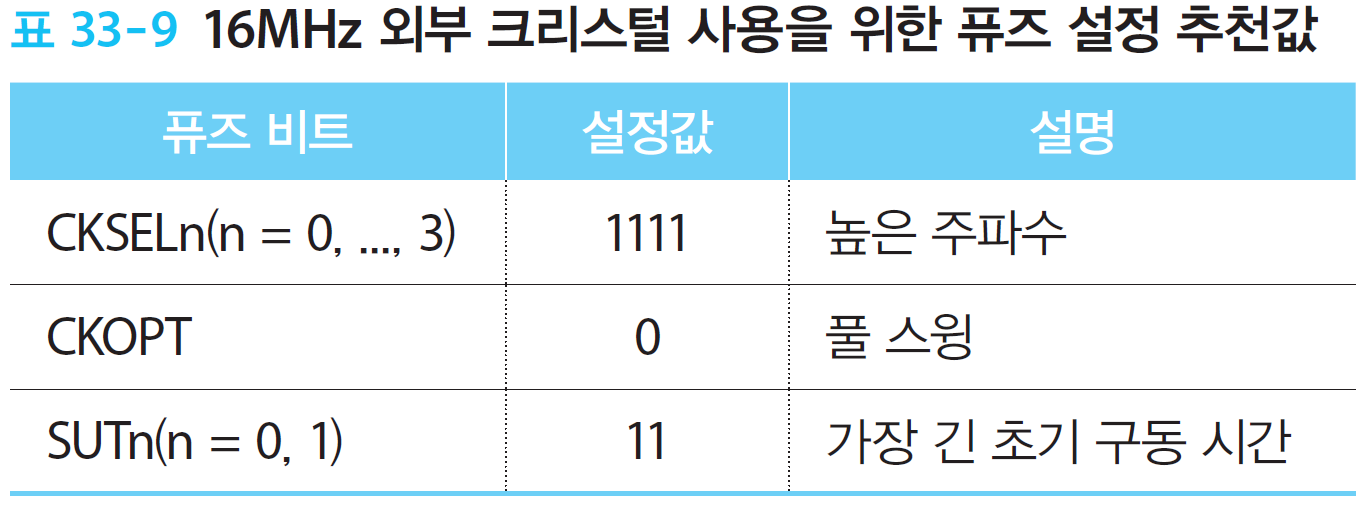 표 33-9 16MHz 외부 크리스털 사용을 위한 퓨즈 설정 추천값
퓨즈 비트 설정값 설명
CKSELn(n = 0, ..., 3) 1111 높은 주파수
CKOPT 0 풀 스윙
SUTn(n = 0, 1) 11 가장 긴 초기 구동 시간